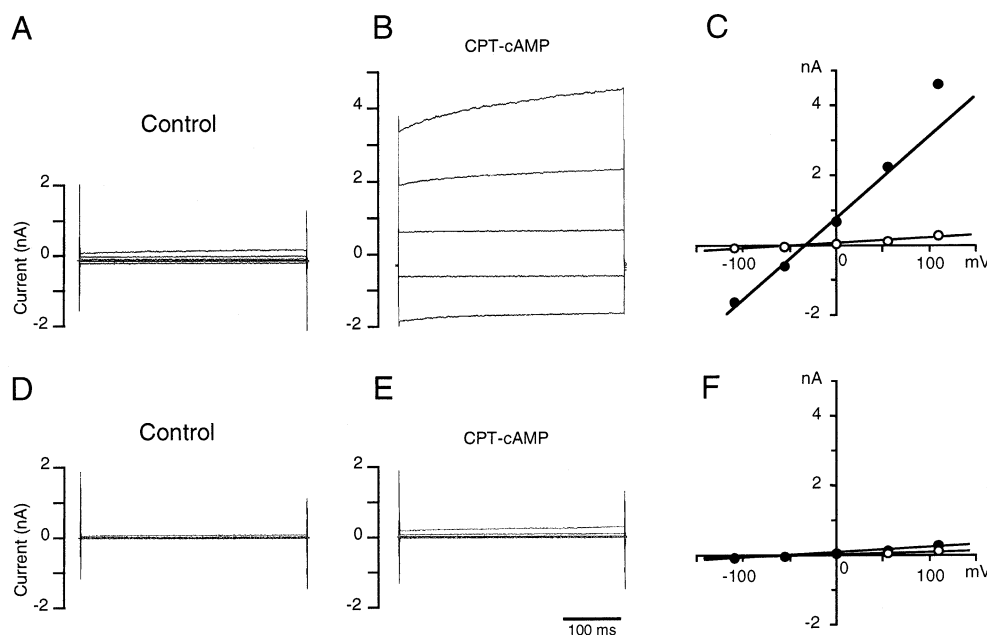 A
Control
Current (nA)
2
0
-2
B
CPT-cAMP
4
2
0
-2
C
nA
4
2
-100
0
100
mV
-2
D
Control
Current (nA)
2
0
-2
E
CPT-cAMP
2
0
-2
100 ms
F
nA
4
2
-100
0
100
mV
-2